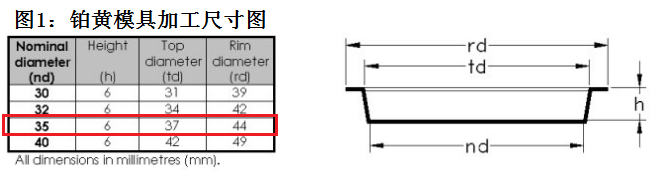 图1：铂黄模具加工尺寸图
Nominal diameter (nd) Height (h) Top diameter (td) Rim diameter (rd)
30 6 31 39
32 6 34 42
35 6 37 44
40 6 42 49
All dimensions in millimetres (mm).
rd
td
h
nd